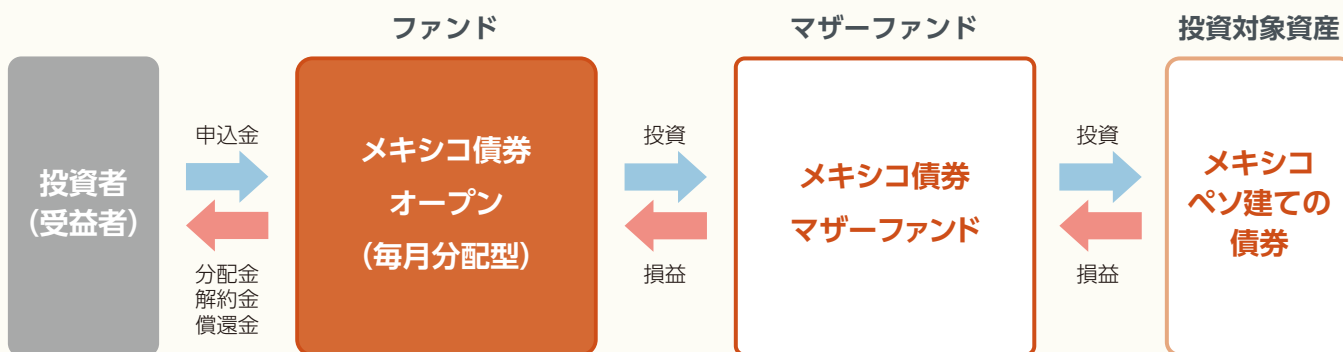 ファンド
マザーファンド
投資対象資産
投資者
(受益者)
申込金
分配金
解約金
償還金
メキシコ債券
オープン
(毎月分配型)
投資
損益
メキシコ債券
マザーファンド
投資
損益
メキシコ
ペソ建ての
債券